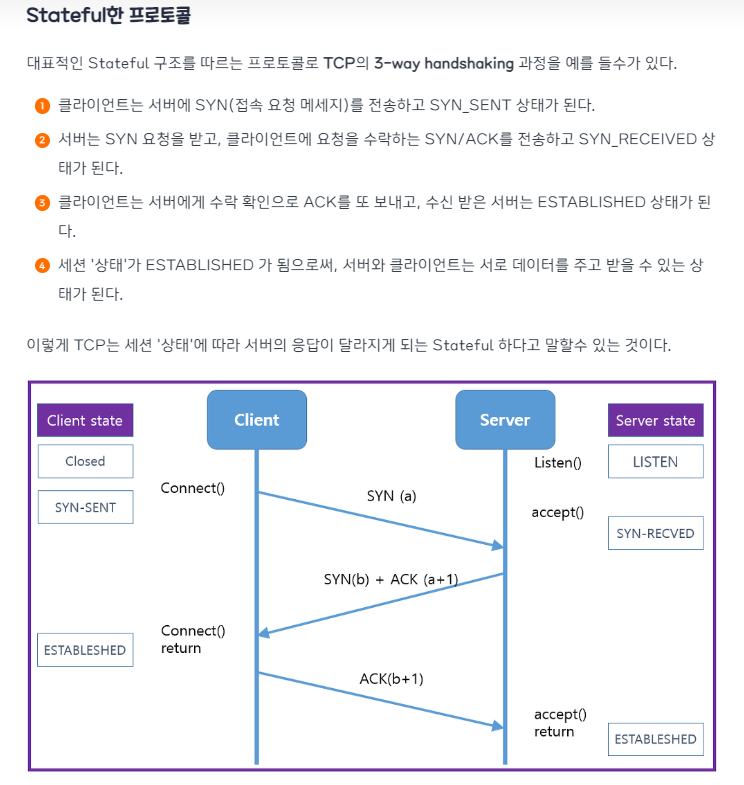 Stateful한 프로토콜
대표적인 Stateful 구조를 따르는 프로토콜로 TCP의 3-way handshaking 과정을 예를 들수가 있다.
1 클라이언트는 서버에 SYN(접속 요청 메세지)를 전송하고 SYN_SENT 상태가 된다.
2 서버는 SYN 요청을 받고, 클라이언트에 요청을 수락하는 SYN/ACK를 전송하고 SYN_RECEIVED 상
태가 된다.
3 클라이언트는 서버에게 수락 확인으로 ACK를 또 보내고, 수신 받은 서버는 ESTABLISHED 상태가 된
다.
4 세션 '상태'가 ESTABLISHED 가 됨으로써, 서버와 클라이언트는 서로 데이터를 주고 받을 수 있는 상
태가 된다.
이렇게 TCP는 세션 '상태'에 따라 서버의 응답이 달라지게 되는 Stateful 하다고 말할수 있는 것이다.
Client state
Client
Server
Server state
Closed
Listen()
LISTEN
Connect()
SYN (a)
SYN-SENT
accept()
SYN-RECVED
SYN(b) + ACK (a+1)
Connect()
return
ESTABLESHED
ACK(b+1)
accept()
return
ESTABLESHED